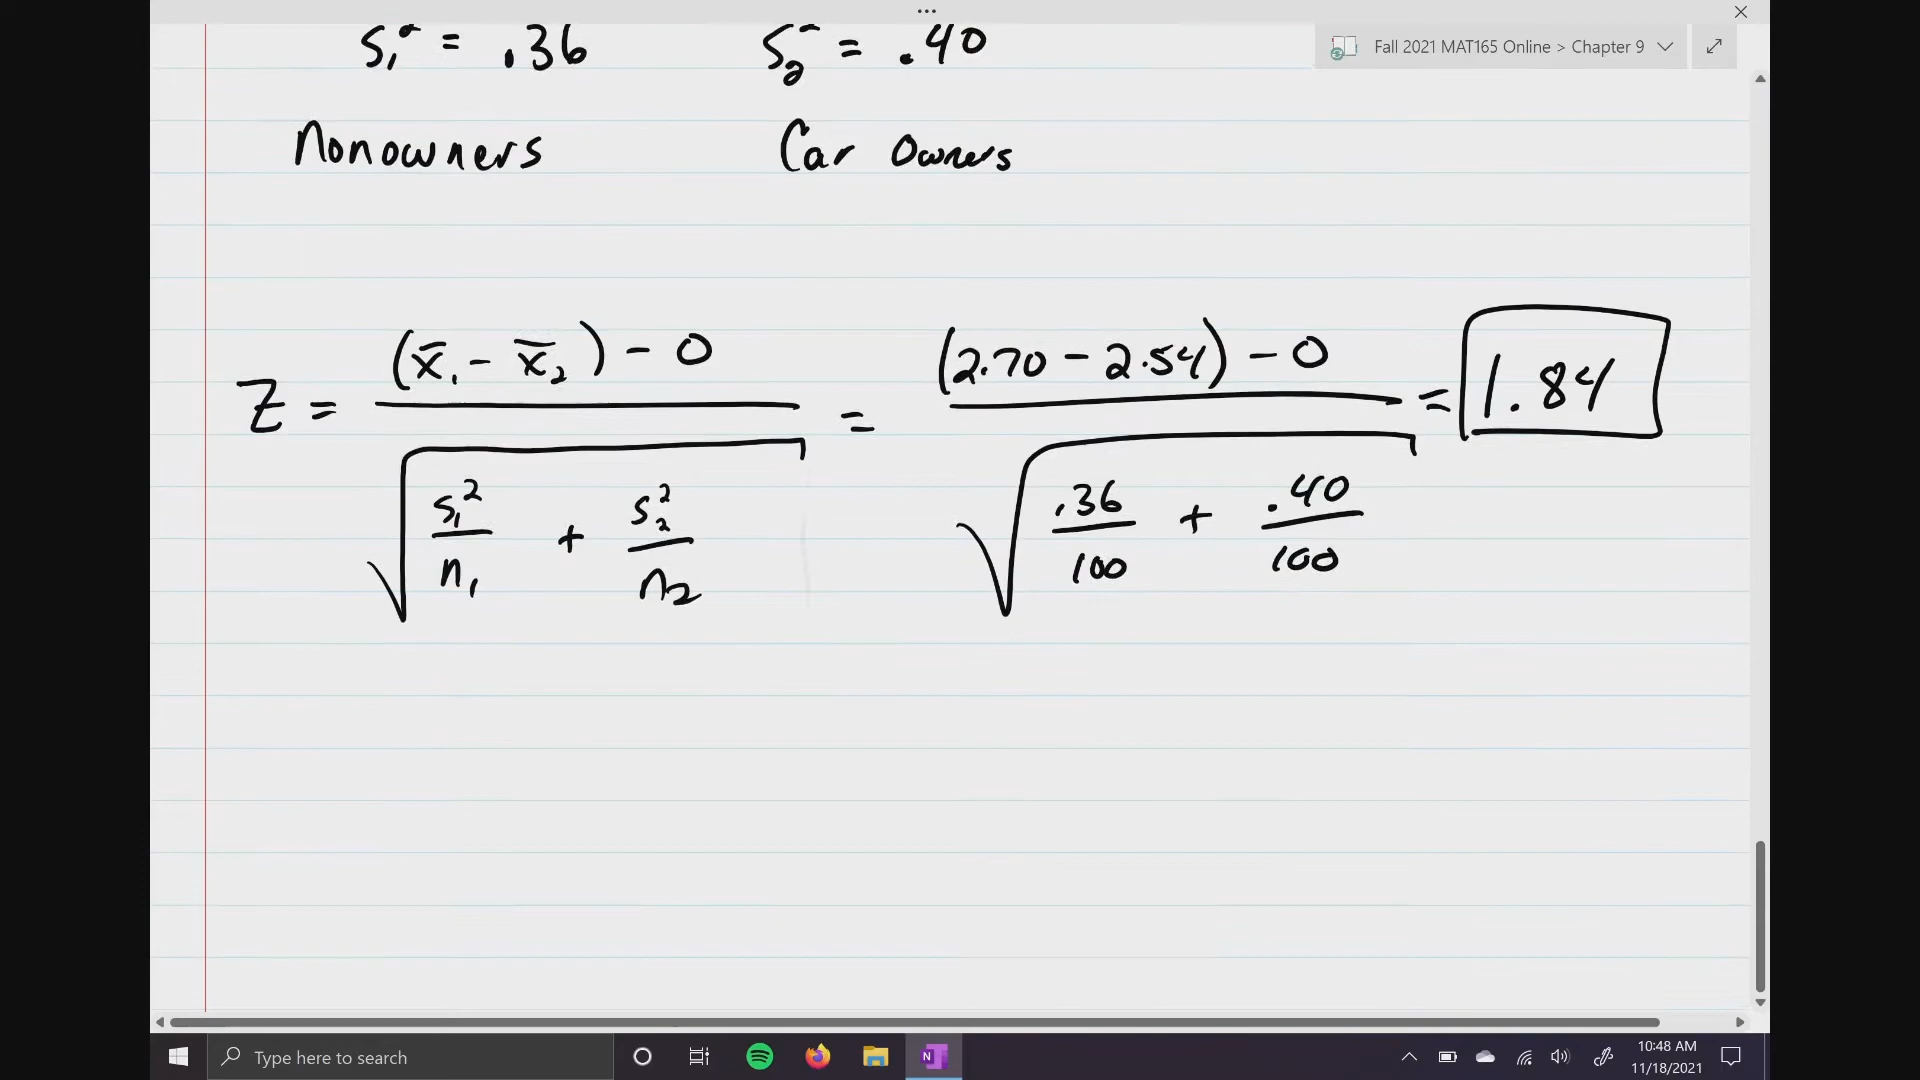 s₁² = .36 s₂² = .40
Fall 2021 MAT165 Online > Chapter 9
Nonowners Car Owners
Z = ((x̄₁ - x̄₂) - 0) / √(s₁²/n₁ + s₂²/n₂) = ((2.70 - 2.54) - 0) / √(.36/100 + .40/100) = 1.84
Type here to search
N
10:48 AM
11/18/2021